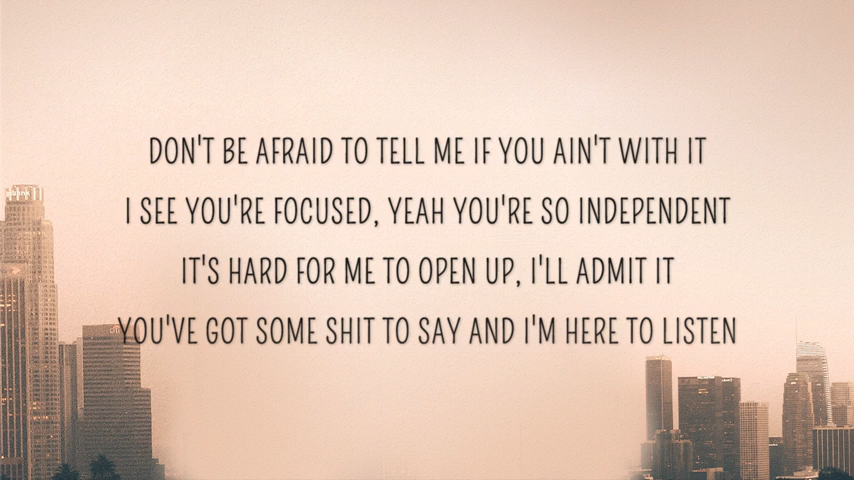 DON'T BE AFRAID TO TELL ME IF YOU AIN'T WITH IT
I SEE YOU'RE FOCUSED, YEAH YOU'RE SO INDEPENDENT
IT'S HARD FOR ME TO OPEN UP, I'LL ADMIT IT
YOU'VE GOT SOME SHIT TO SAY AND I'M HERE TO LISTEN